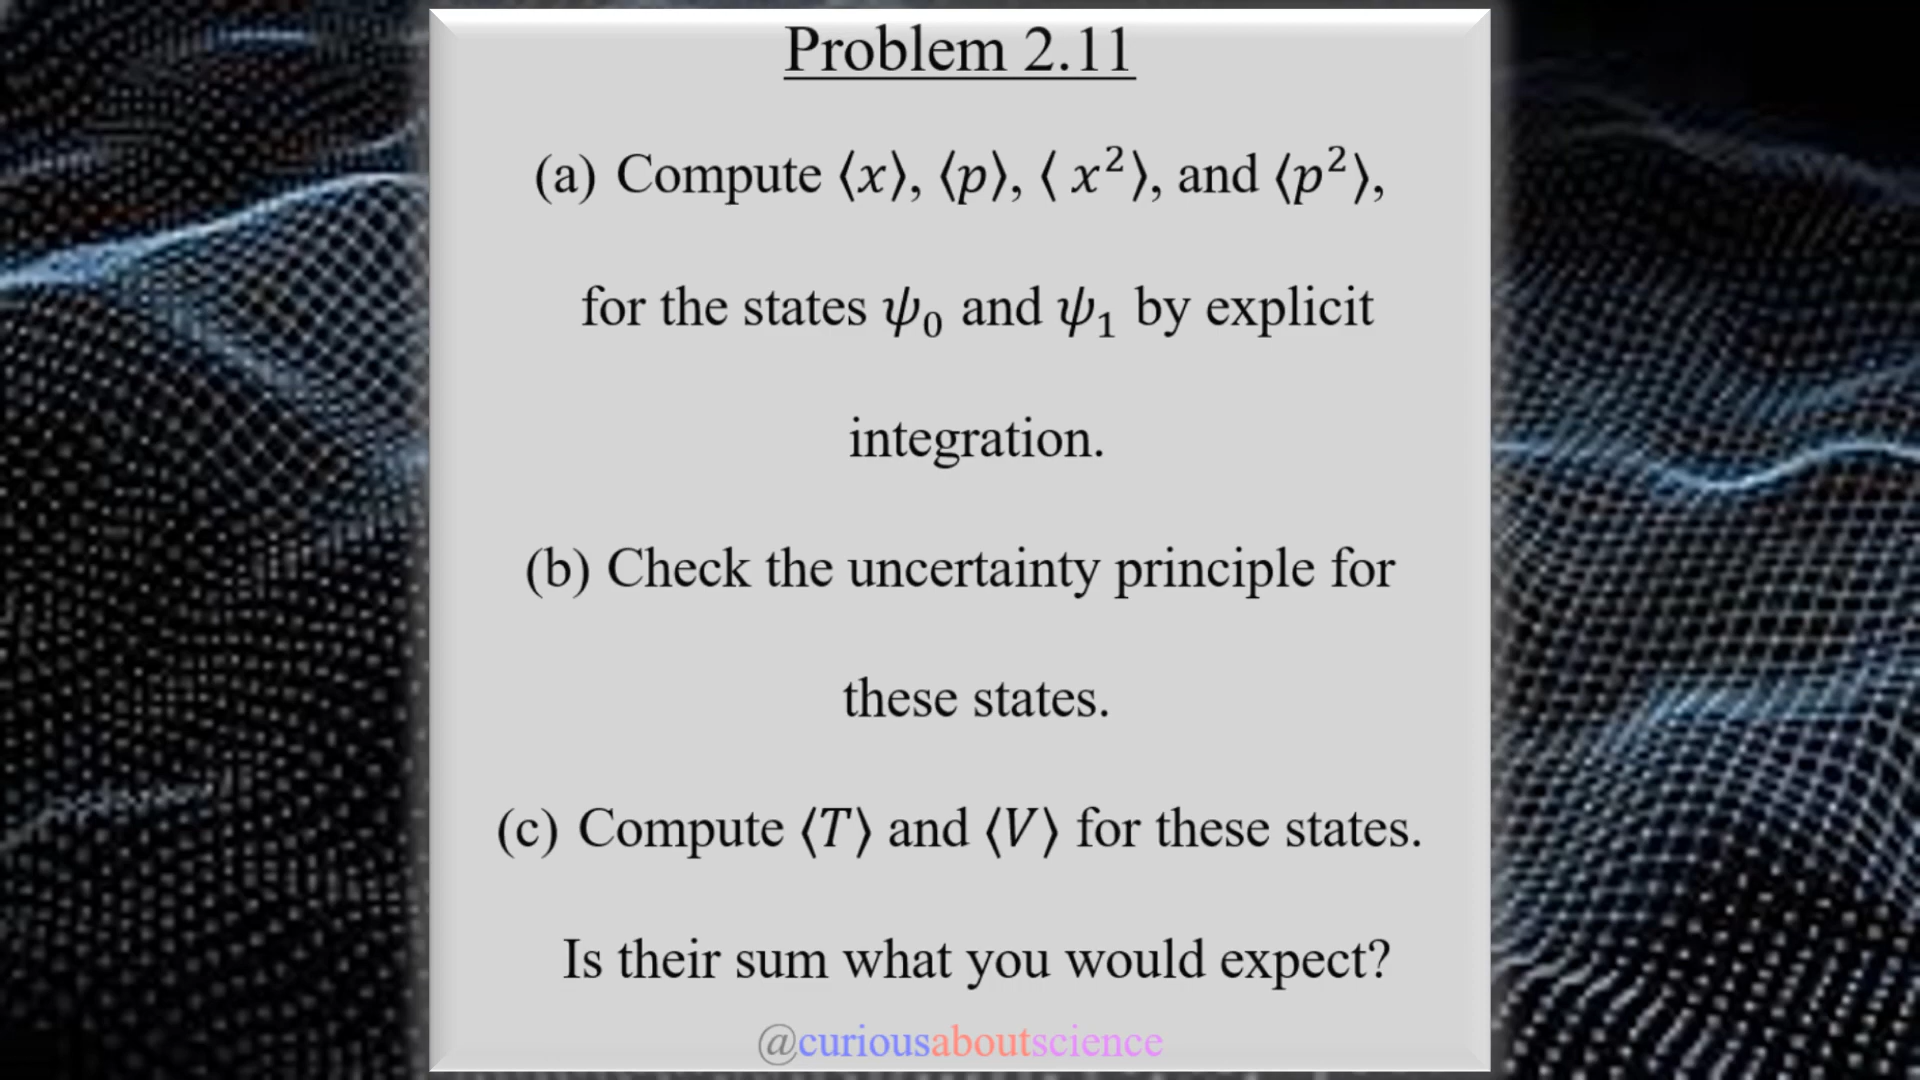 Problem 2.11
(a) Compute ⟨x⟩, ⟨p⟩, ⟨ x²⟩, and ⟨p²⟩,
for the states ψ₀ and ψ₁ by explicit
integration.
(b) Check the uncertainty principle for
these states.
(c) Compute ⟨T⟩ and ⟨V⟩ for these states.
Is their sum what you would expect?
@curiousaboutscience